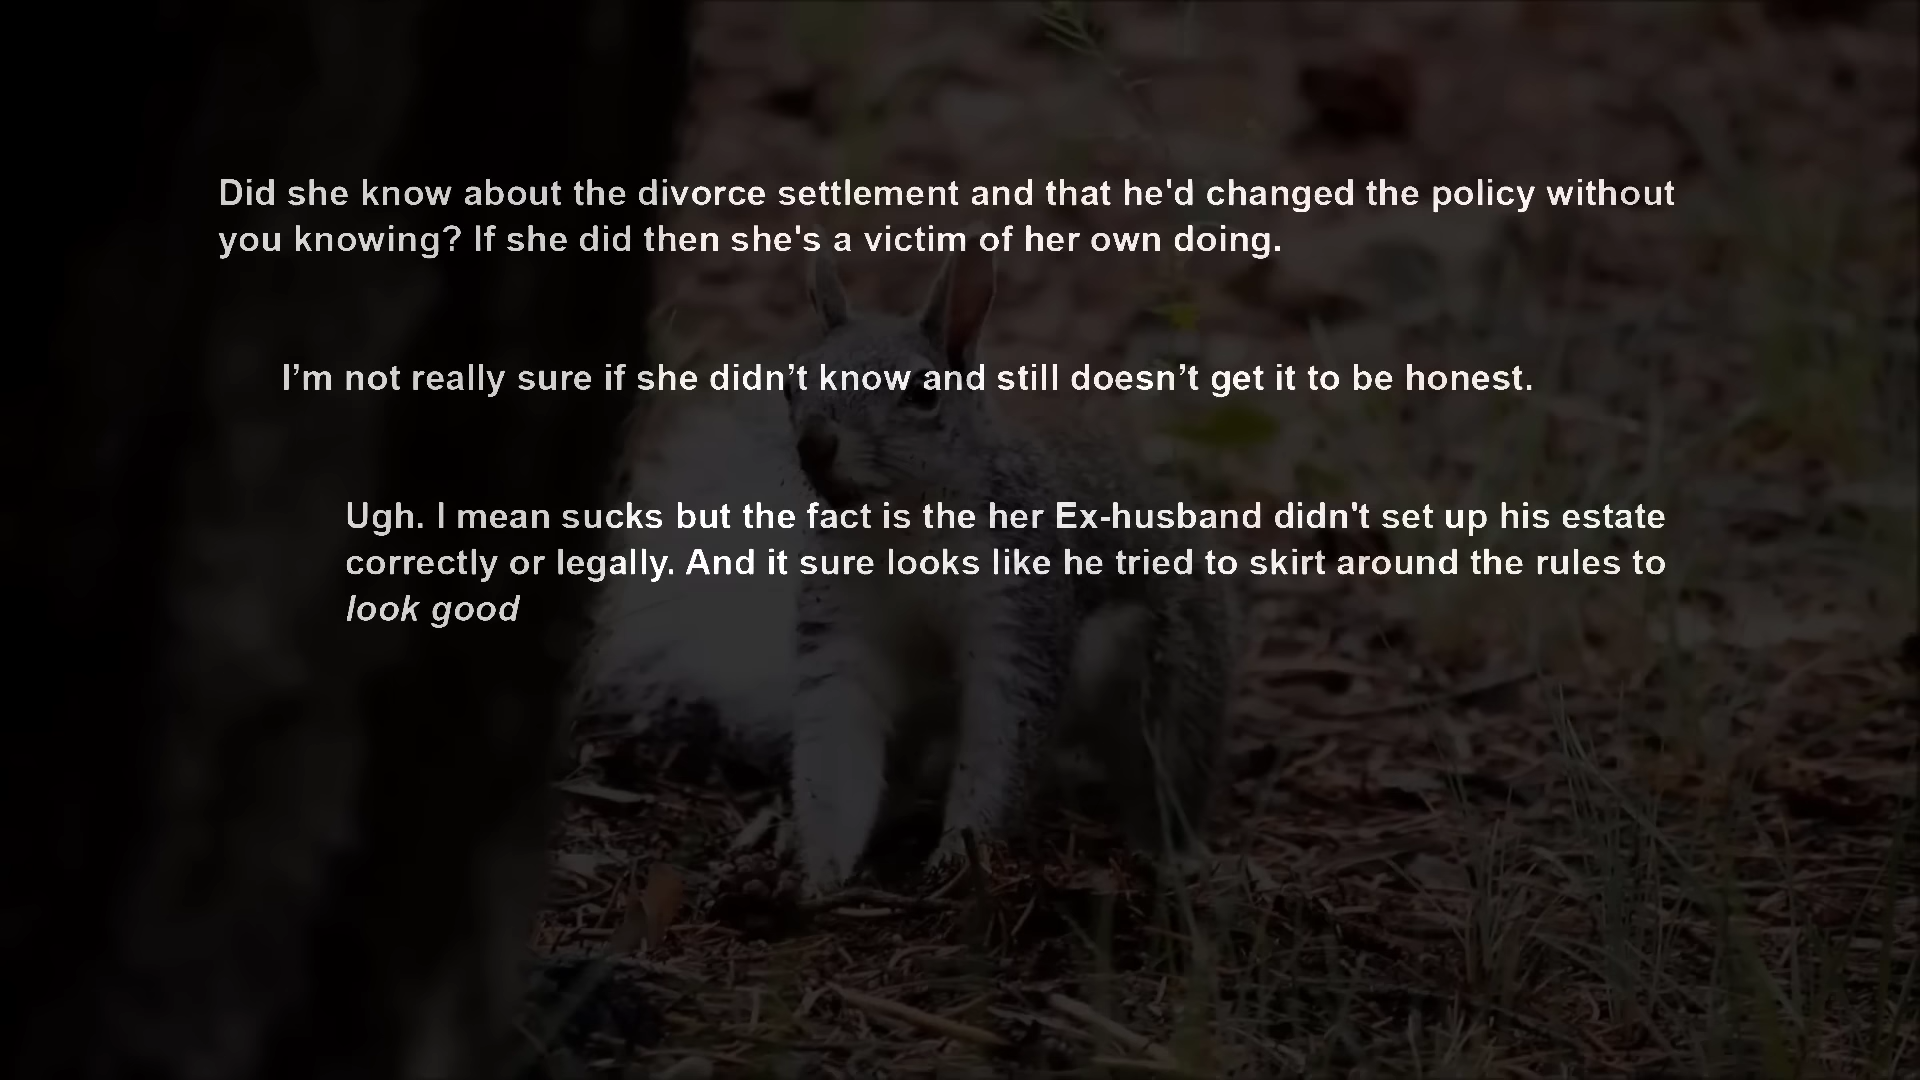 Did she know about the divorce settlement and that he'd changed the policy without
you knowing? If she did then she's a victim of her own doing.
I’m not really sure if she didn’t know and still doesn’t get it to be honest.
Ugh. I mean sucks but the fact is the her Ex-husband didn't set up his estate
correctly or legally. And it sure looks like he tried to skirt around the rules to
look good